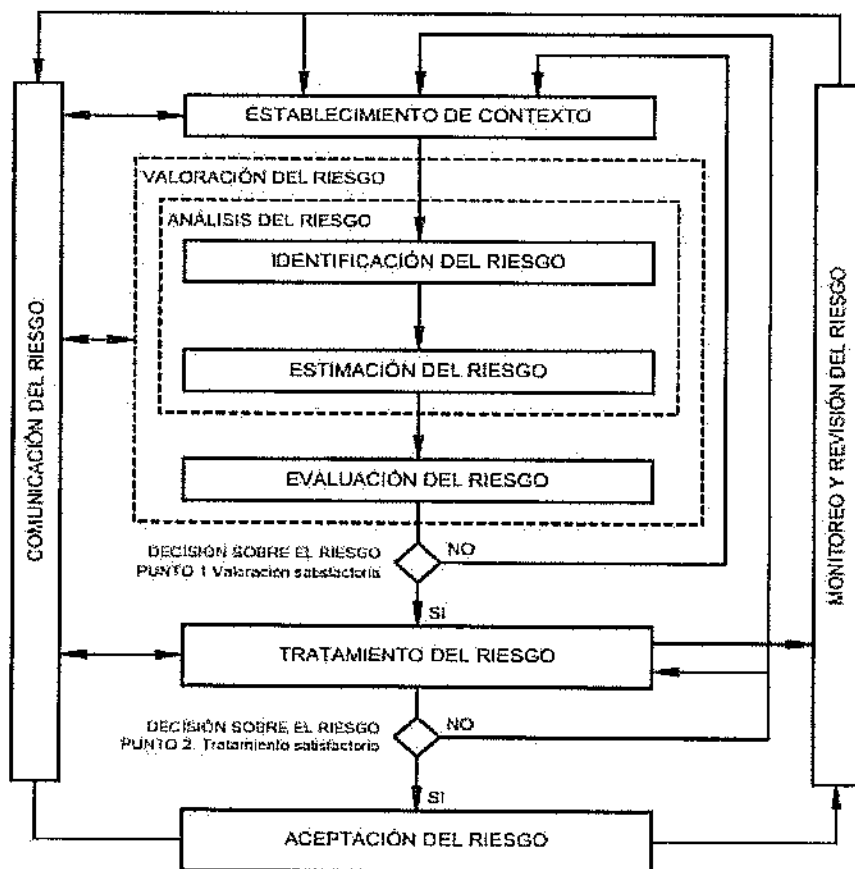 ESTABLECIMIENTO DE CONTEXTO
VALORACIÓN DEL RIESGO
ANÁLISIS DEL RIESGO
IDENTIFICACIÓN DEL RIESGO
ESTIMACIÓN DEL RIESGO
EVALUACIÓN DEL RIESGO
DECISIÓN SOBRE EL RIESGO
PUNTO 1 Valoración satisfactoria
NO
SI
TRATAMIENTO DEL RIESGO
DECISIÓN SOBRE EL RIESGO
PUNTO 2. Tratamiento satisfactorio
NO
SI
ACEPTACIÓN DEL RIESGO
COMUNICACIÓN DEL RIESGO
MONITOREO Y REVISIÓN DEL RIESGO